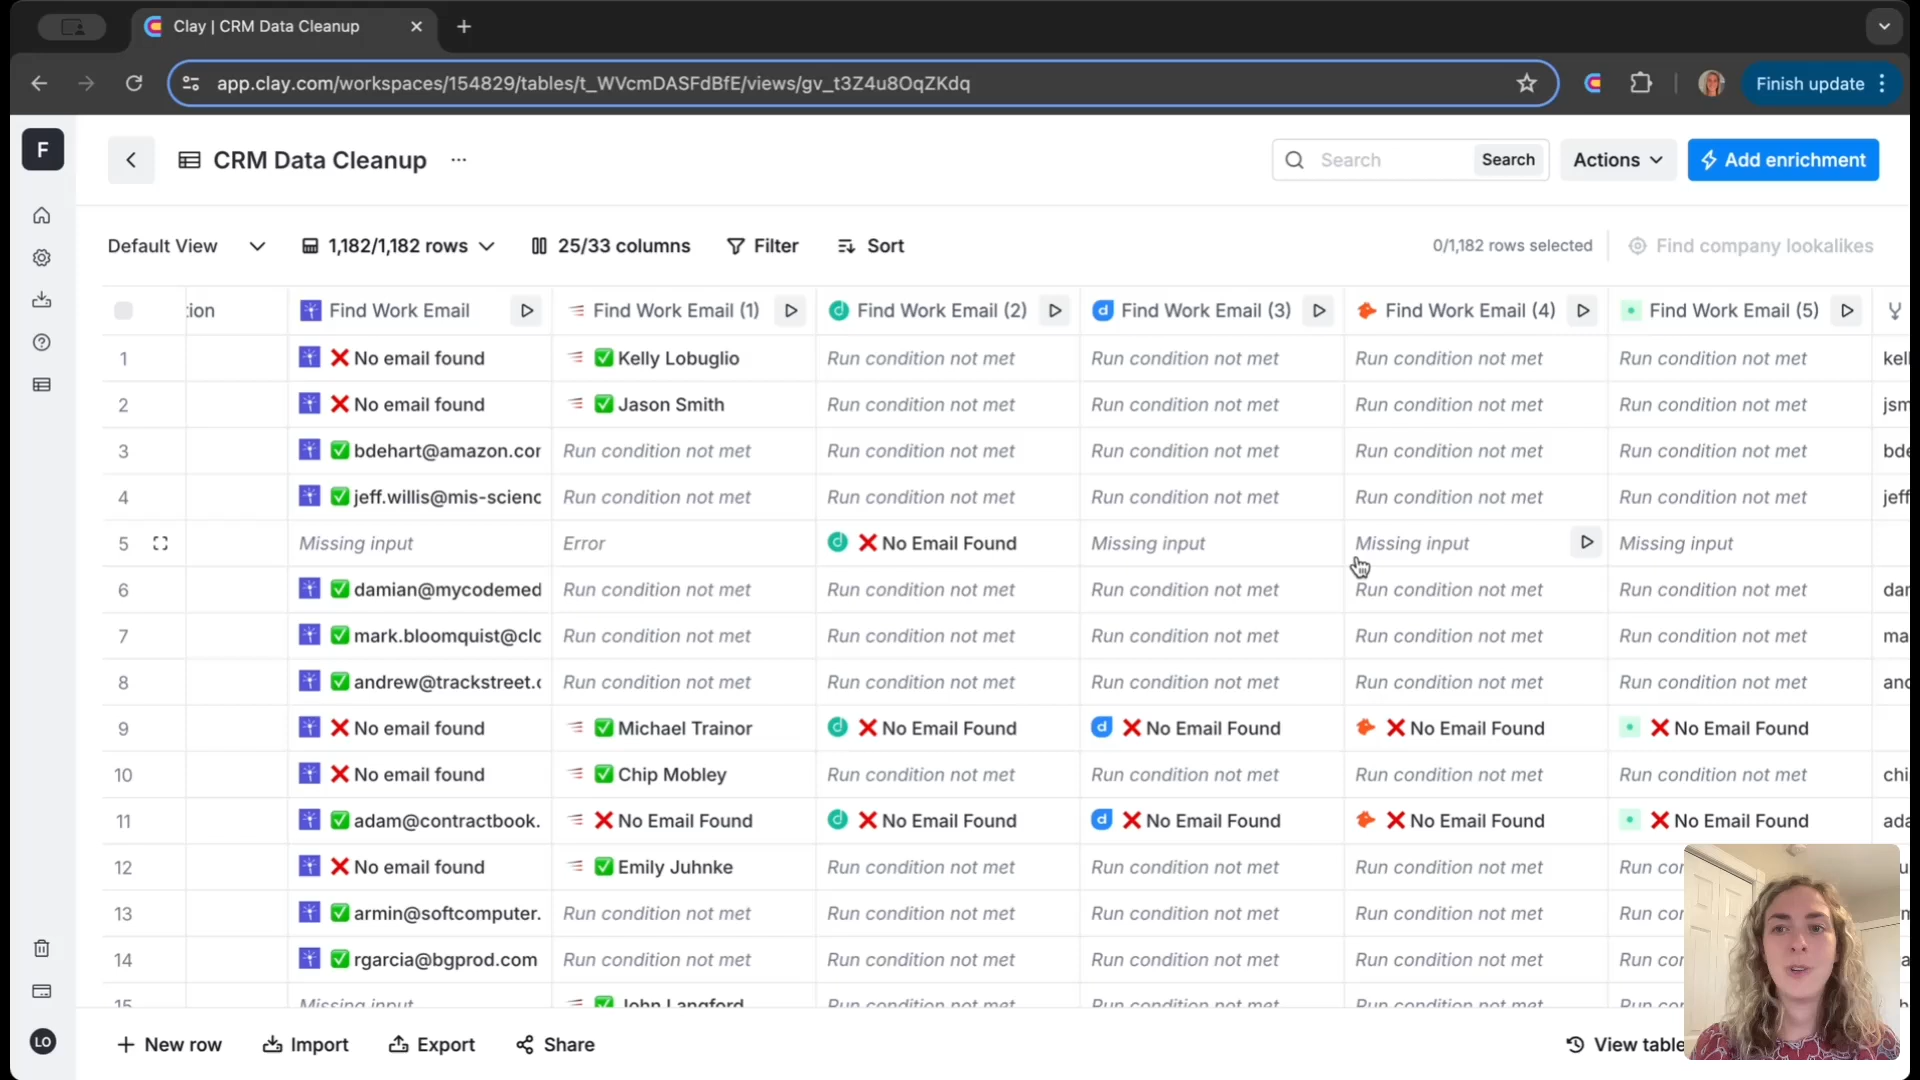 Clay | CRM Data Cleanup
app.clay.com/workspaces/154829/tables/t_WVcmDASFdBfE/views/gv_t3Z4u8OqZKdq
Finish update
F
CRM Data Cleanup
Search
Search
Actions
Add enrichment
Default View
1,182/1,182 rows
25/33 columns
Filter
Sort
0/1,182 rows selected
Find company lookalikes
tion
Find Work Email
Find Work Email (1)
Find Work Email (2)
Find Work Email (3)
Find Work Email (4)
Find Work Email (5)
1 No email found Kelly Lobuglio Run condition not met Run condition not met Run condition not met Run condition not met kell
2 No email found Jason Smith Run condition not met Run condition not met Run condition not met Run condition not met jsm
3 bdehart@amazon.cor Run condition not met Run condition not met Run condition not met Run condition not met Run condition not met bde
4 jeff.willis@mis-scienc Run condition not met Run condition not met Run condition not met Run condition not met Run condition not met jeff
5 Missing input Error No Email Found Missing input Missing input Missing input
6 damian@mycodemed Run condition not met Run condition not met Run condition not met Run condition not met Run condition not met dar
7 mark.bloomquist@clc Run condition not met Run condition not met Run condition not met Run condition not met Run condition not met ma
8 andrew@trackstreet.c Run condition not met Run condition not met Run condition not met Run condition not met Run condition not met and
9 No email found Michael Trainor No Email Found No Email Found No Email Found No Email Found
10 No email found Chip Mobley Run condition not met Run condition not met Run condition not met Run condition not met chi
11 adam@contractbook. No Email Found No Email Found No Email Found No Email Found No Email Found ada
12 No email found Emily Juhnke Run condition not met Run condition not met Run condition not met Run cor
13 armin@softcomputer. Run condition not met Run condition not met Run condition not met Run condition not met Run cor
14 rgarcia@bgprod.com Run condition not met Run condition not met Run condition not met Run condition not met Run cor
15 Missing input John Langford Run condition not met Run condition not met Run condition not met Run cor
New row
Import
Export
Share
View table
LO